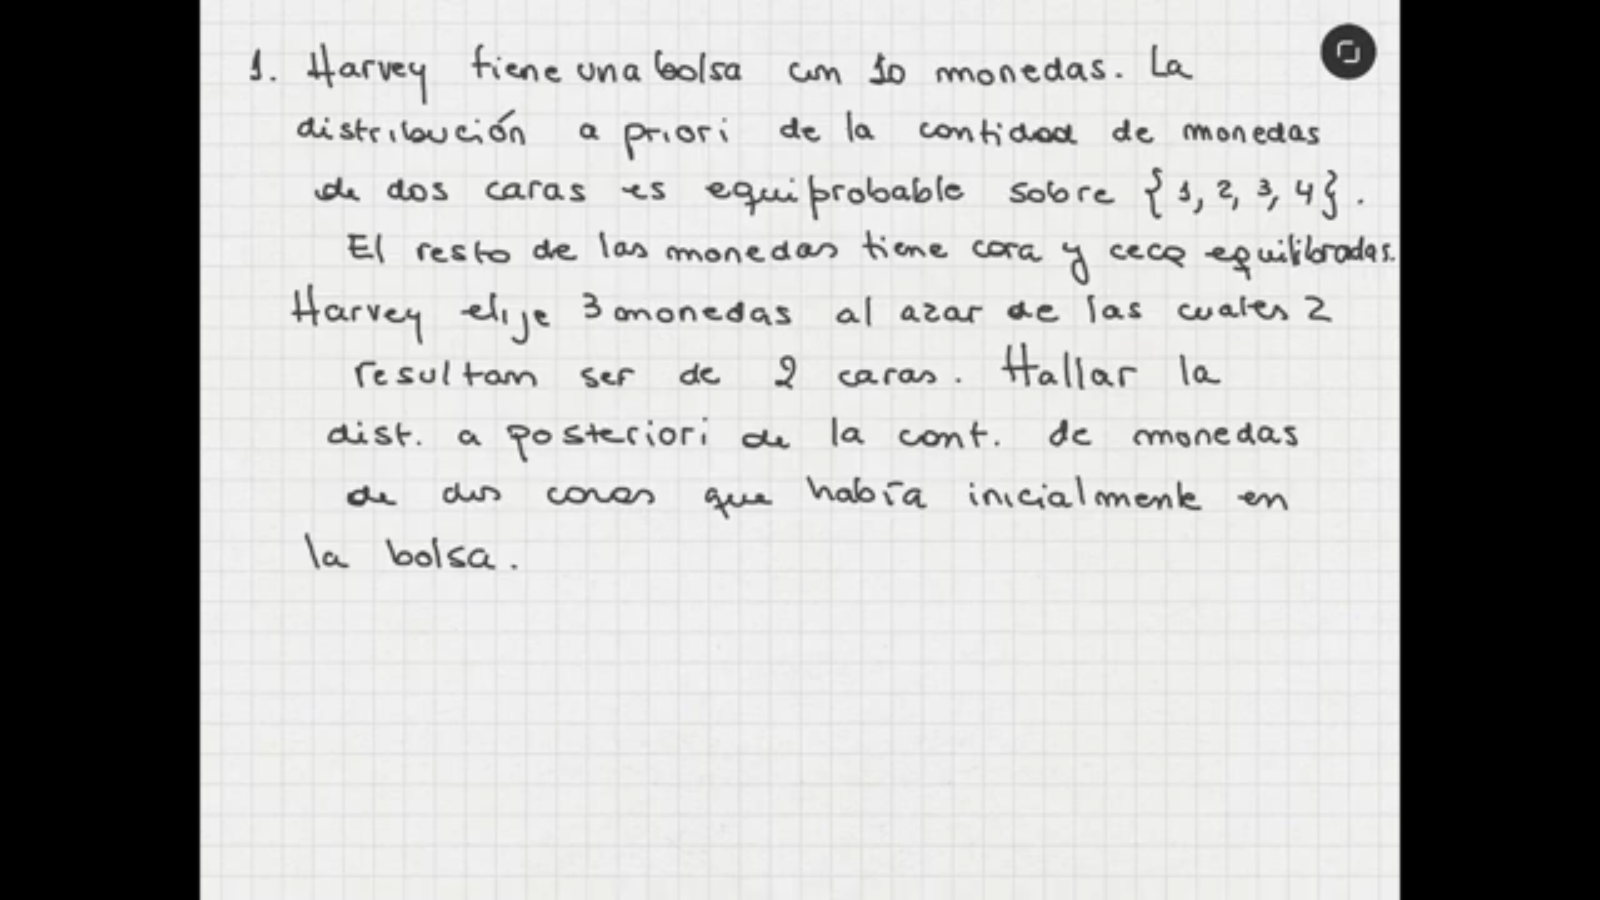 1. Harvey tiene una bolsa con 10 monedas. La
distribución a priori de la cantidad de monedas
de dos caras es equiprobable sobre {1, 2, 3, 4}.
El resto de las monedas tiene cara y ceca equilibradas.
Harvey elije 3 monedas al azar de las cuales 2
resultan ser de 2 caras. Hallar la
dist. a posteriori de la cant. de monedas
de dos caras que había inicialmente en
la bolsa.